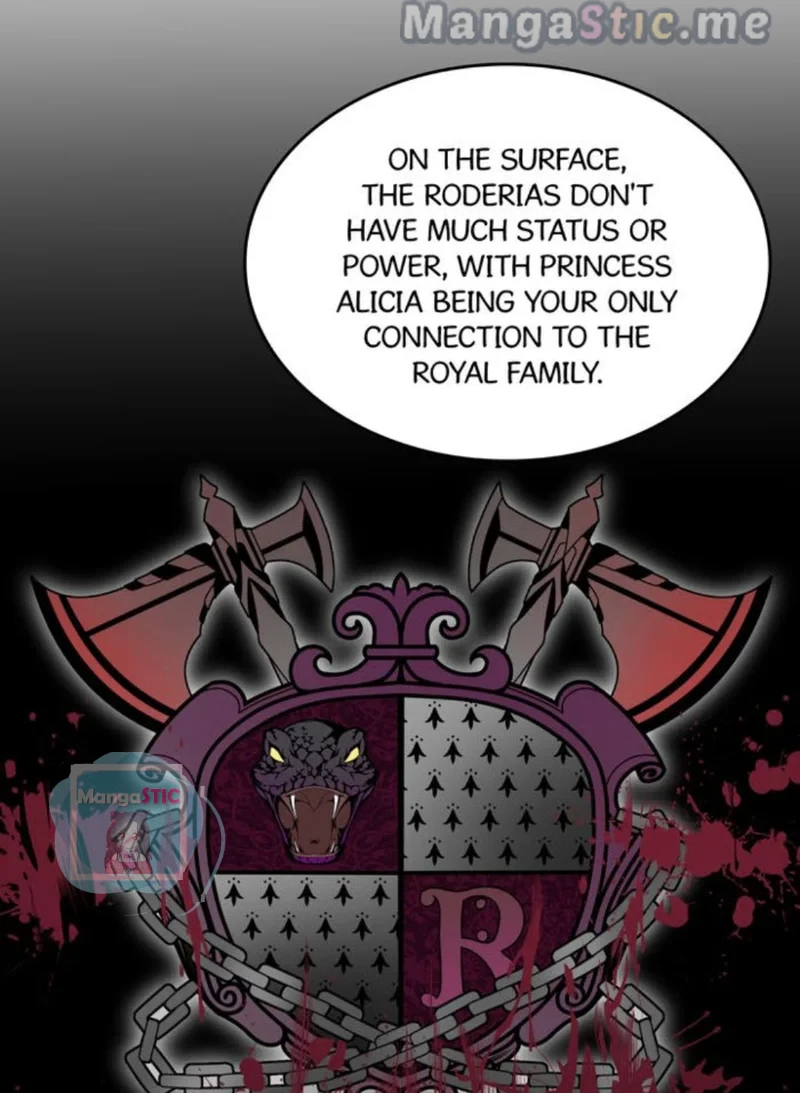 MangaStic.me
ON THE SURFACE,
THE RODERIAS DON'T
HAVE MUCH STATUS OR
POWER, WITH PRINCESS
ALICIA BEING YOUR ONLY
CONNECTION TO THE
ROYAL FAMILY.
MangaSTIC
R